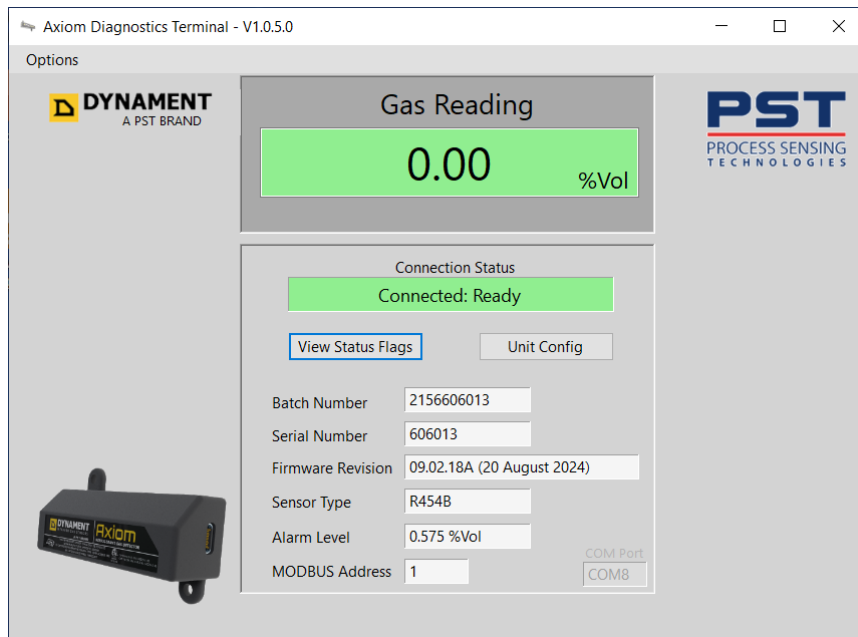 Axiom Diagnostics Terminal - V1.0.5.0
Options
DYNAMENT
A PST BRAND
Gas Reading
0.00
%Vol
PST
PROCESS SENSING
TECHNOLOGIES
Connection Status
Connected: Ready
View Status Flags
Unit Config
Batch Number 2156606013
Serial Number 606013
Firmware Revision 09.02.18A (20 August 2024)
Sensor Type R454B
Alarm Level 0.575 %Vol
MODBUS Address 1
COM Port
COM8
DYNAMENT
Axiom